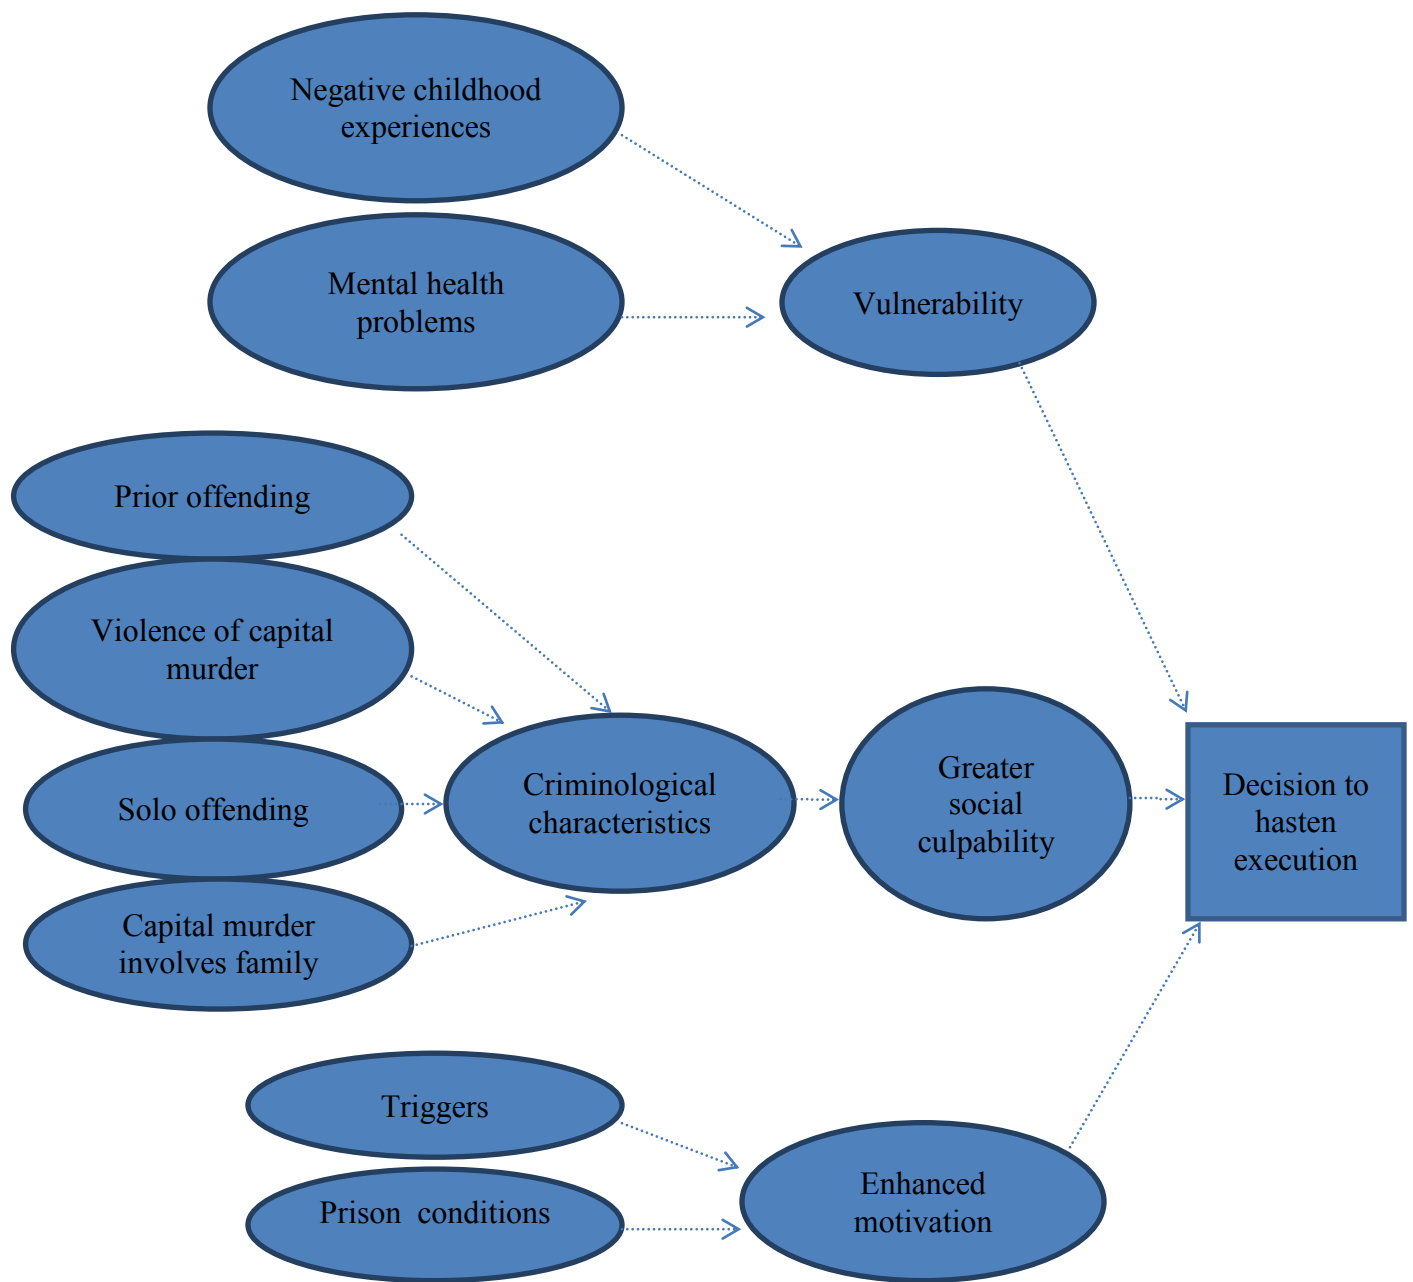 Negative childhood
experiences
Mental health
problems
Vulnerability
Prior offending
Violence of capital
murder
Solo offending
Capital murder
involves family
Criminological
characteristics
Greater
social
culpability
Decision to
hasten
execution
Triggers
Prison conditions
Enhanced
motivation